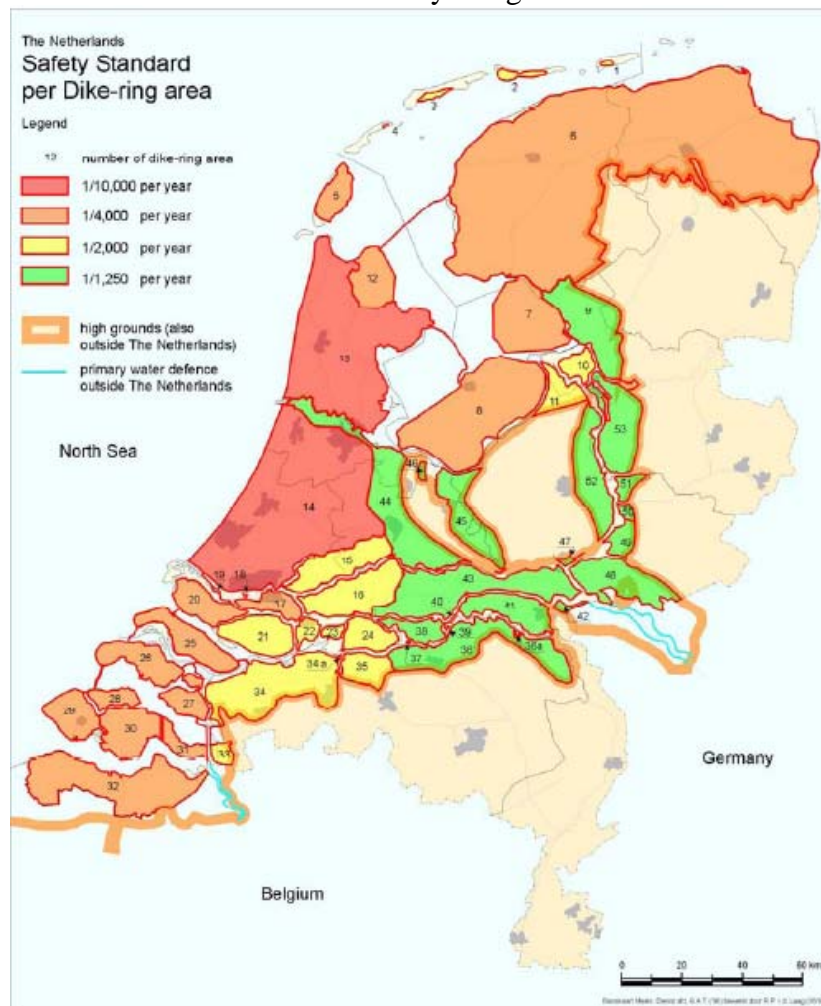 The Netherlands
Safety Standard
per Dike-ring area
Legend
number of dike-ring area
1/10,000 per year
1/4,000 per year
1/2,000 per year
1/1,250 per year
high grounds (also
outside The Netherlands)
primary water defence
outside The Netherlands
North Sea
Germany
Belgium
1
2
3
4
5
6
12
7
13
10
11
8
53
52
51
46
45
44
14
47
49
48
15
43
16
19
18
17
20
40
41
42
21
22
23
24
38
39
37
36
25
34a
35
26
34
27
28
29
30
31
33
32
0 20 40 60 km